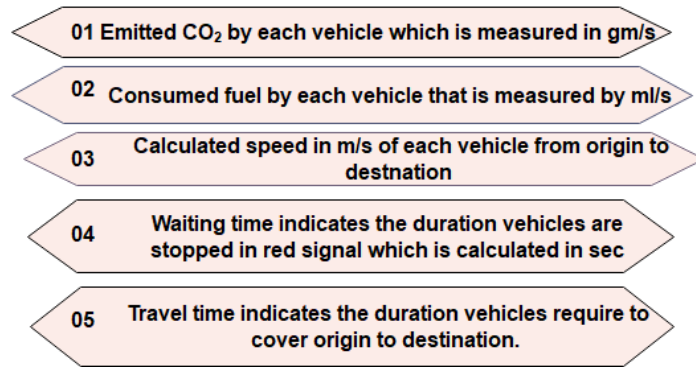 01 Emitted CO₂ by each vehicle which is measured in gm/s
02 Consumed fuel by each vehicle that is measured by ml/s
03 Calculated speed in m/s of each vehicle from origin to
destnation
04 Waiting time indicates the duration vehicles are
stopped in red signal which is calculated in sec
05 Travel time indicates the duration vehicles require to
cover origin to destination.